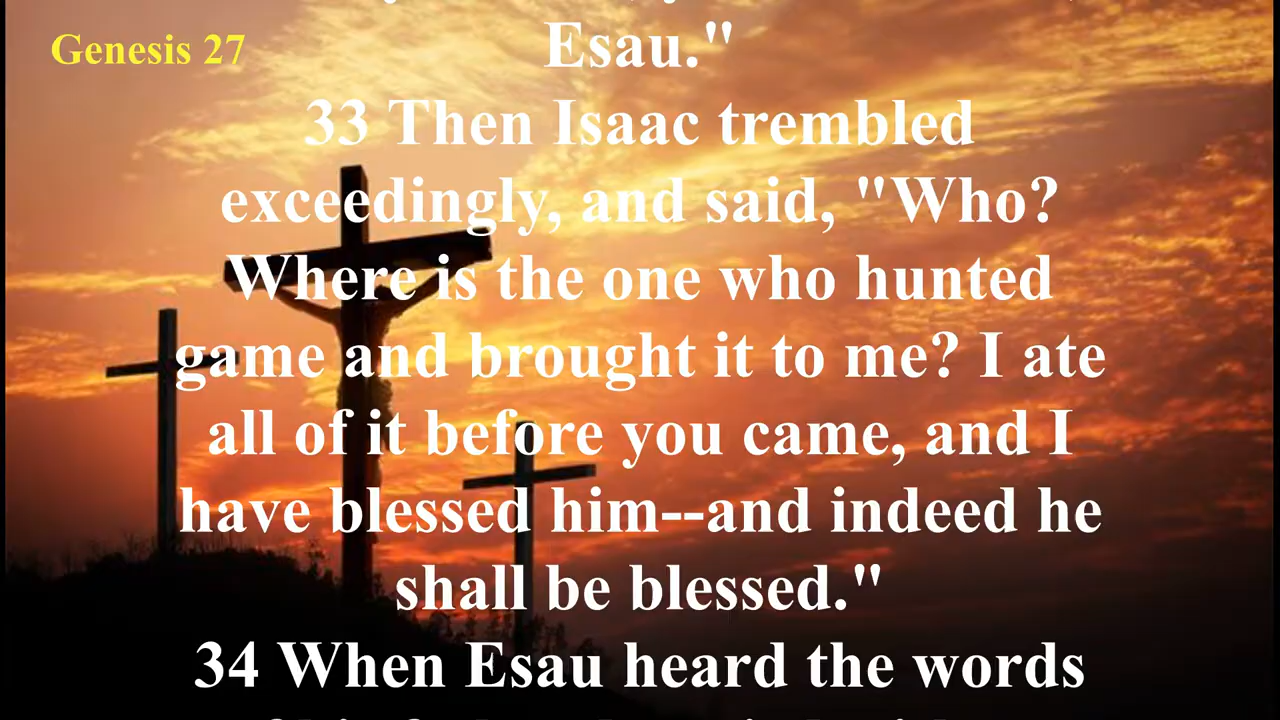 Genesis 27
Esau."
33 Then Isaac trembled
exceedingly, and said, "Who?
Where is the one who hunted
game and brought it to me? I ate
all of it before you came, and I
have blessed him--and indeed he
shall be blessed."
34 When Esau heard the words